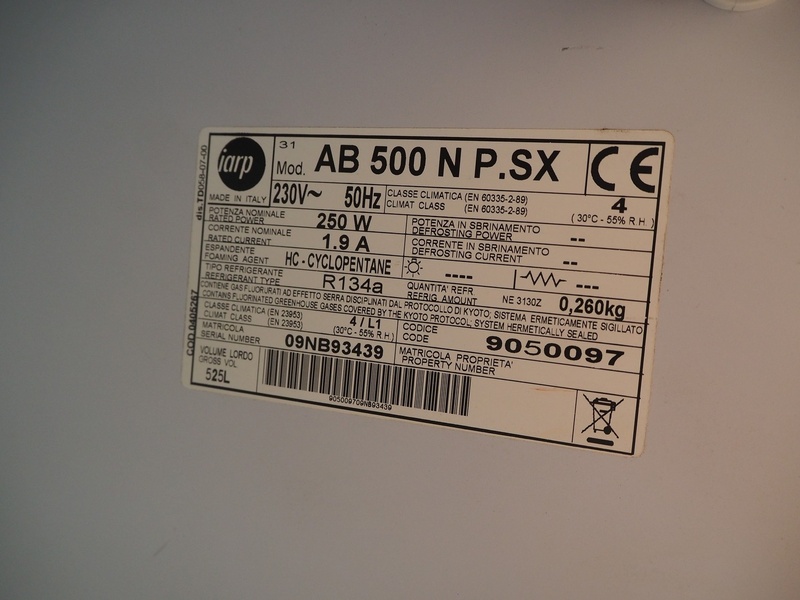 iarp
31
Mod. AB 500 N P.SX
CE
MADE IN ITALY
230V~ 50Hz
CLASSE CLIMATICA (EN 60335-2-89)
CLIMAT CLASS (EN 60335-2-89)
4
(30°C - 55% R.H.)
POTENZA NOMINALE
RATED POWER
250 W
POTENZA IN SBRINAMENTO
DEFROSTING POWER
--
CORRENTE NOMINALE
RATED CURRENT
1.9 A
CORRENTE IN SBRINAMENTO
DEFROSTING CURRENT
--
ESPANDENTE
FOAMING AGENT
HC - CYCLOPENTANE
----
---
TIPO REFRIGERANTE
REFRIGERANT TYPE
R134a
QUANTITA' REFR
REFRIG AMOUNT
NE 3130Z
0,260kg
CONTIENE GAS FLUORURATI AD EFFETTO SERRA DISCIPLINATI DAL PROTOCOLLO DI KYOTO; SISTEMA ERMETICAMENTE SIGILLATO
CONTAINS FLUORINATED GREENHOUSE GASES COVERED BY THE KYOTO PROTOCOL; SYSTEM HERMETICALLY SEALED
CLASSE CLIMATICA (EN 23953)
CLIMAT CLASS (EN 23953)
4 / L1
(30°C - 55% R.H)
CODICE
CODE
9050097
MATRICOLA
SERIAL NUMBER
09NB93439
MATRICOLA PROPRIETA'
PROPERTY NUMBER
VOLUME LORDO
GROSS VOL
525L
905009709NB93439
dis.TD058-07-00
COD.0405267